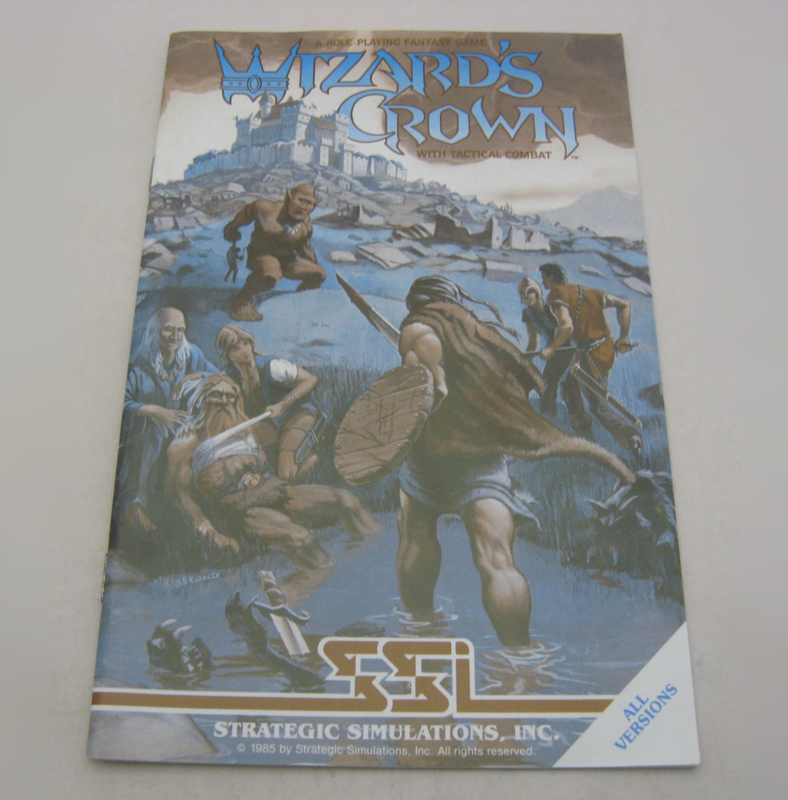 A ROLE-PLAYING FANTASY GAME
WIZARD'S
CROWN
WITH TACTICAL COMBAT ™
SSI
STRATEGIC SIMULATIONS, INC.
© 1985 by Strategic Simulations, Inc. All rights reserved.
ALL
VERSIONS